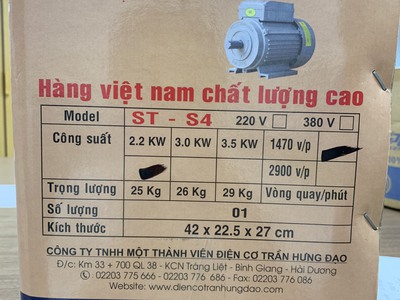 Hàng việt nam chất lượng cao
Model ST - S4 220 V 380 V
Công suất 2.2 KW 3.0 KW 3.5 KW 1470 v/p
2900 v/p
Trọng lượng 25 Kg 26 Kg 29 Kg Vòng quay/phút
Số lượng 01
Kích thước 42 x 22.5 x 27 cm
CÔNG TY TNHH MỘT THÀNH VIÊN ĐIỆN CƠ TRẦN HƯNG ĐẠO
Đ/c: Km 33 + 700 QL 38 - KCN Tráng Liệt - Bình Giang - Hải Dương
02203 775 666 - 02203 776 686 - Fax: 02203 776 086
Website: www.diencotranhungdao.com